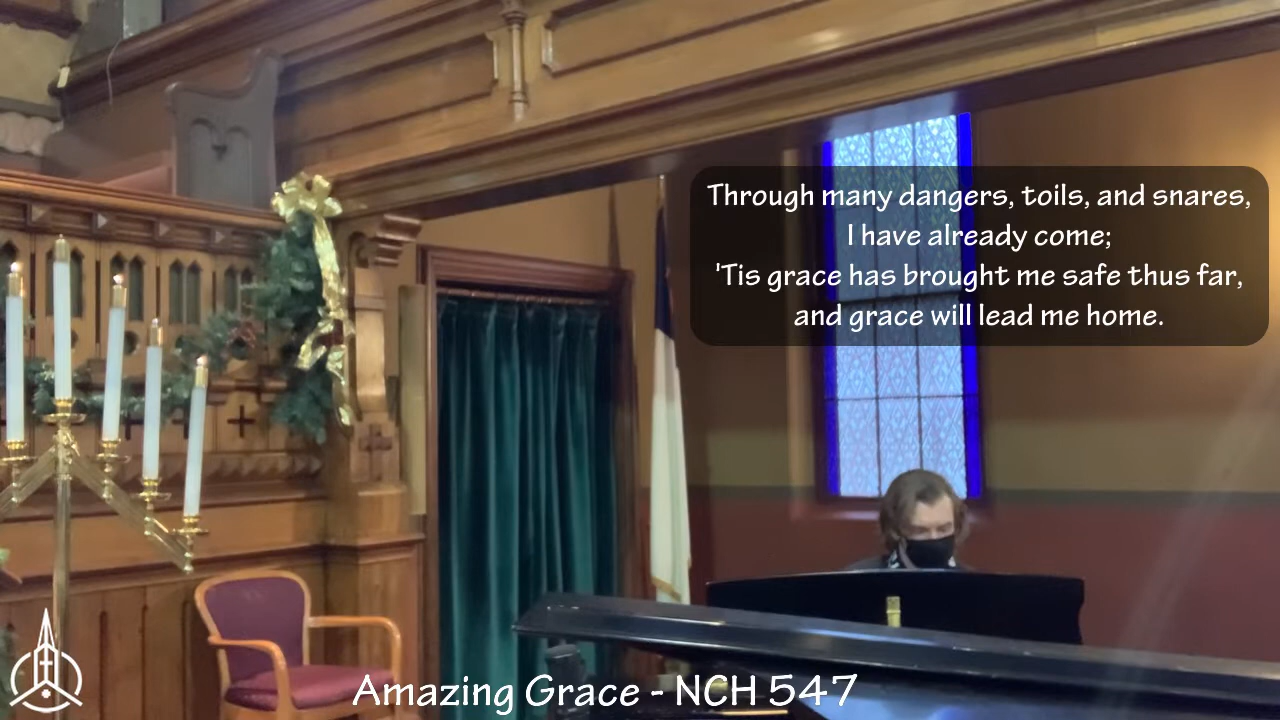 Through many dangers, toils, and snares,
I have already come;
'Tis grace has brought me safe thus far,
and grace will lead me home.
Amazing Grace - NCH 547